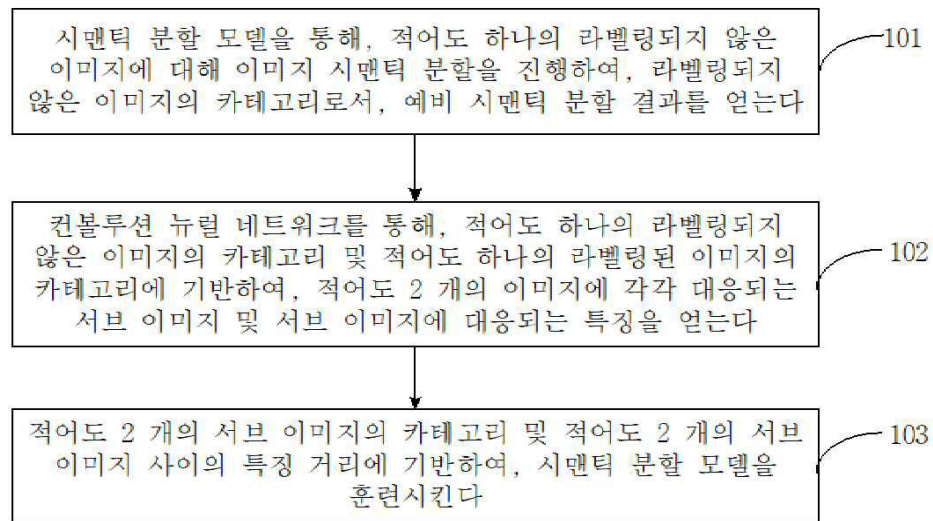 시맨틱 분할 모델을 통해, 적어도 하나의 라벨링되지 않은
이미지에 대해 이미지 시맨틱 분할을 진행하여, 라벨링되지
않은 이미지의 카테고리로서, 예비 시맨틱 분할 결과를 얻는다
101
컨볼루션 뉴럴 네트워크를 통해, 적어도 하나의 라벨링되지
않은 이미지의 카테고리 및 적어도 하나의 라벨링된 이미지의
카테고리에 기반하여, 적어도 2 개의 이미지에 각각 대응되는
서브 이미지 및 서브 이미지에 대응되는 특징을 얻는다
102
적어도 2 개의 서브 이미지의 카테고리 및 적어도 2 개의 서브
이미지 사이의 특징 거리에 기반하여, 시맨틱 분할 모델을
훈련시킨다
103